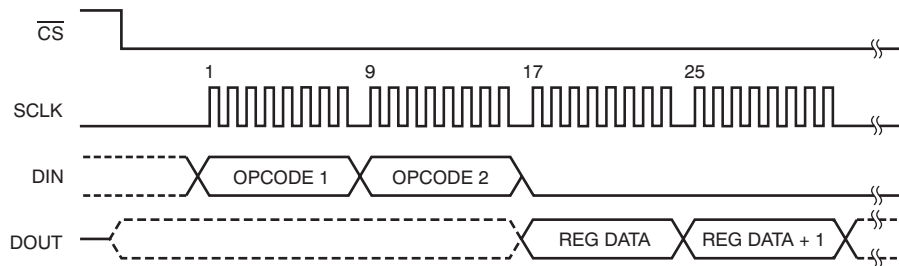 CS
1 9 17 25
SCLK
DIN OPCODE 1 OPCODE 2
DOUT REG DATA REG DATA + 1